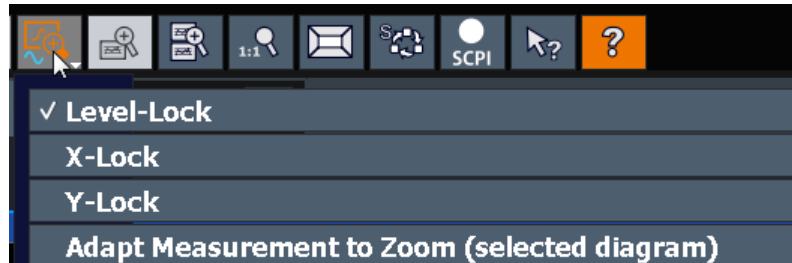 1:1
S
SCPI
?
?
✓ Level-Lock
X-Lock
Y-Lock
Adapt Measurement to Zoom (selected diagram)